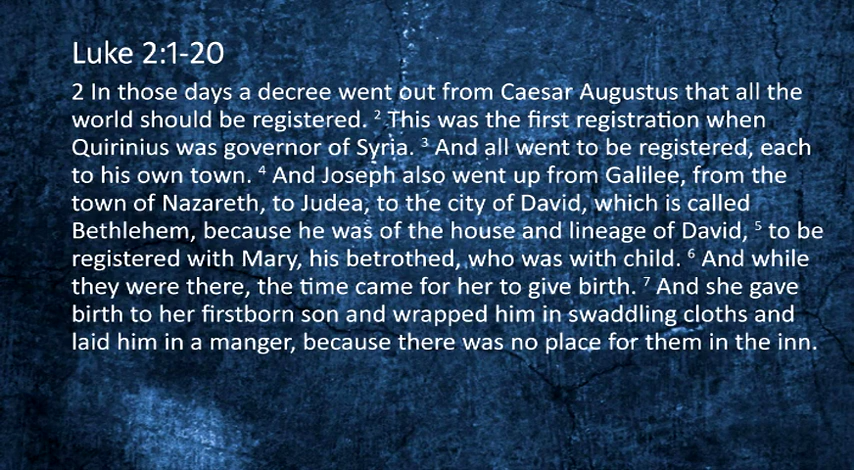 Luke 2:1-20
2 In those days a decree went out from Caesar Augustus that all the
world should be registered. ² This was the first registration when
Quirinius was governor of Syria. ³ And all went to be registered, each
to his own town. ⁴ And Joseph also went up from Galilee, from the
town of Nazareth, to Judea, to the city of David, which is called
Bethlehem, because he was of the house and lineage of David, ⁵ to be
registered with Mary, his betrothed, who was with child. ⁶ And while
they were there, the time came for her to give birth. ⁷ And she gave
birth to her firstborn son and wrapped him in swaddling cloths and
laid him in a manger, because there was no place for them in the inn.